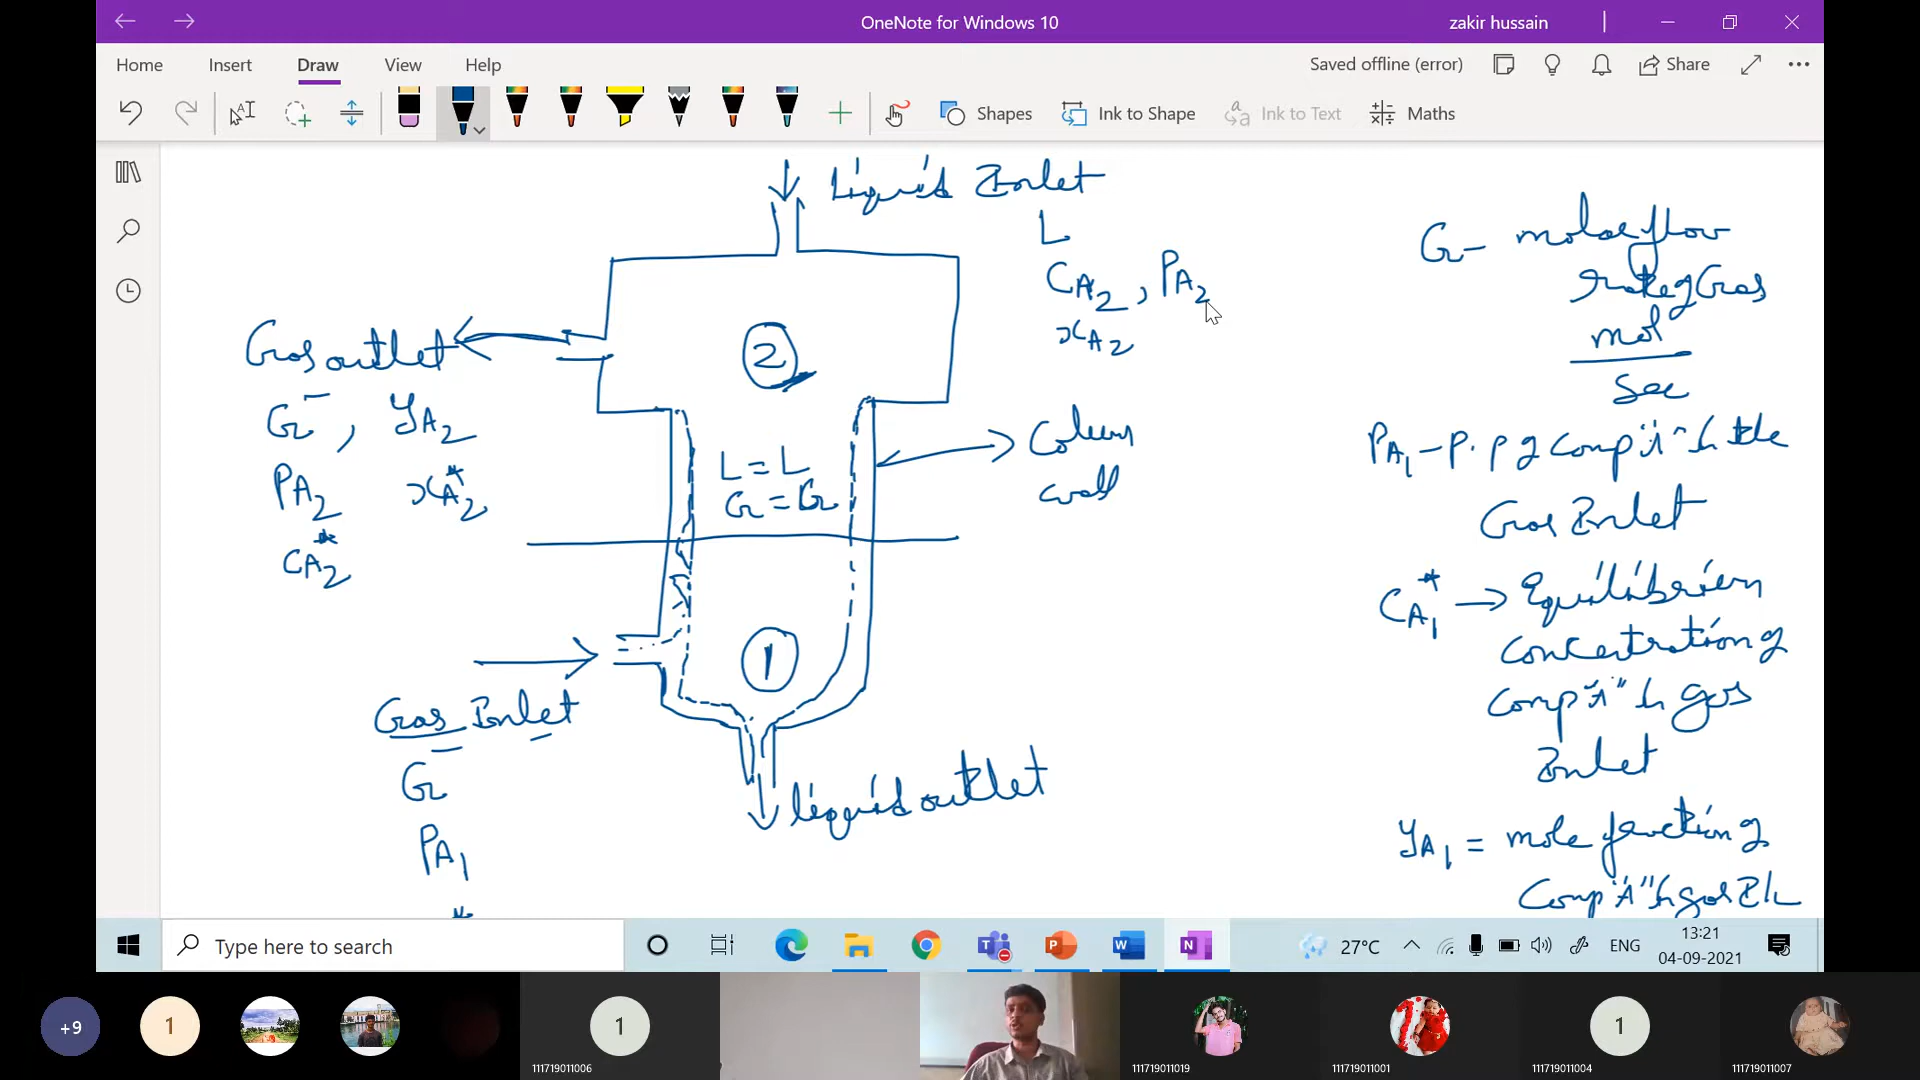 OneNote for Windows 10
zakir hussain
Home Insert Draw View Help
Saved offline (error)
Share
Shapes
Ink to Shape
Ink to Text
Maths
Liquid Inlet
L
CA2, PA2
xA2
Gas outlet
G, yA2
PA2 xA2*
CA2*
2
L = L
G = G
Column
wall
1
Gas Inlet
G
PA1
*
liquid outlet
G - molar flow
rate of Gas
mol
sec
PA1 - p.p of comp "A" in the
Gas Inlet
CA1* → Equilibrium
concentration of
comp "A" in gas
Inlet
yA1 = mole fraction of
Comp "A" in gas
Type here to search
27°C
ENG
13:21
04-09-2021
+9
1
1
111719011006
111719011019
111719011001
1
111719011004
111719011007